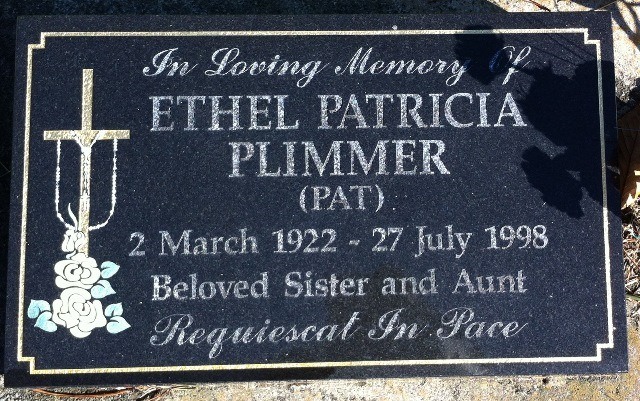 In Loving Memory Of
ETHEL PATRICIA
PLIMMER
(PAT)
2 March 1922 - 27 July 1998
Beloved Sister and Aunt
Requiescat In Pace